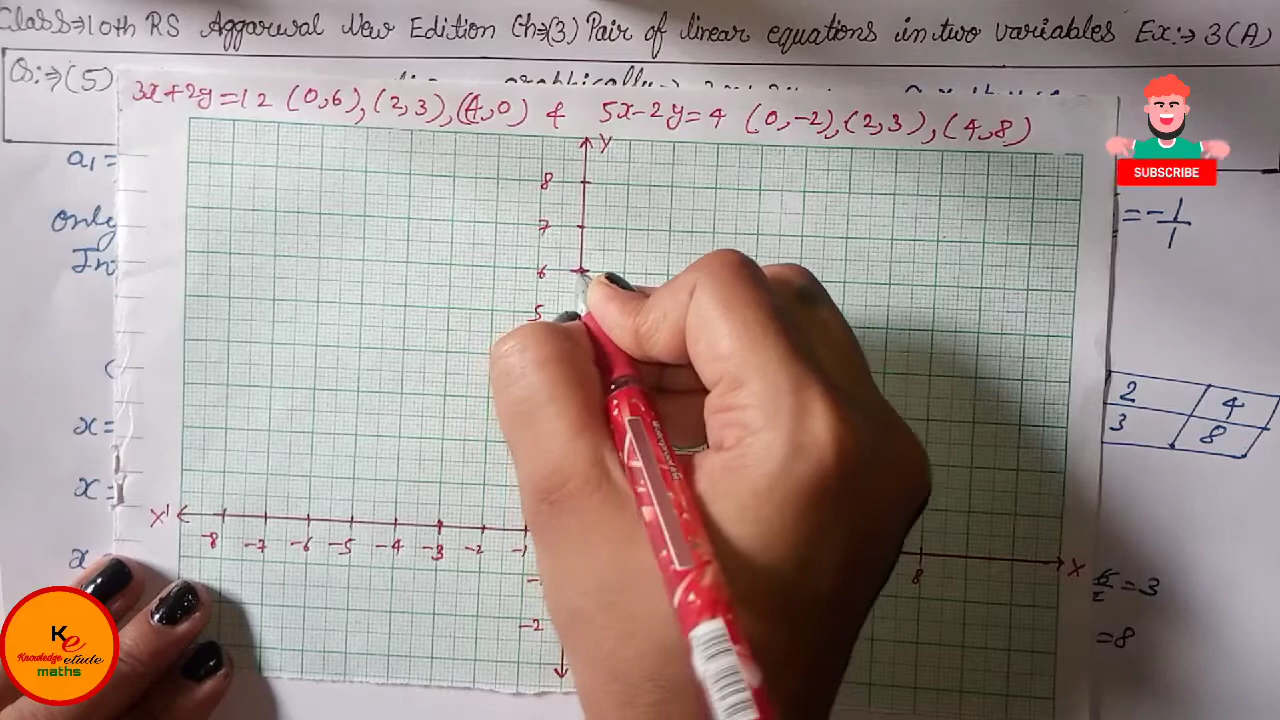 Class⇒10th RS Aggarwal New Edition Ch⇒(3) Pair of linear equations in two variables Ex:⇒ 3(A)
Q:⇒(5)
3x+2y=12 (0,6),(2,3),(4,0) & 5x-2y=4 (0,-2),(2,3),(4,8)
SUBSCRIBE
a₁=
= -1/1
only
In
Y
8
7
6
5
2 4
3 8
x=
x=
x
X' X
-8 -7 -6 -5 -4 -3 -2 -1 8
-2
=3
=8
Ke
Knowledge etade
maths